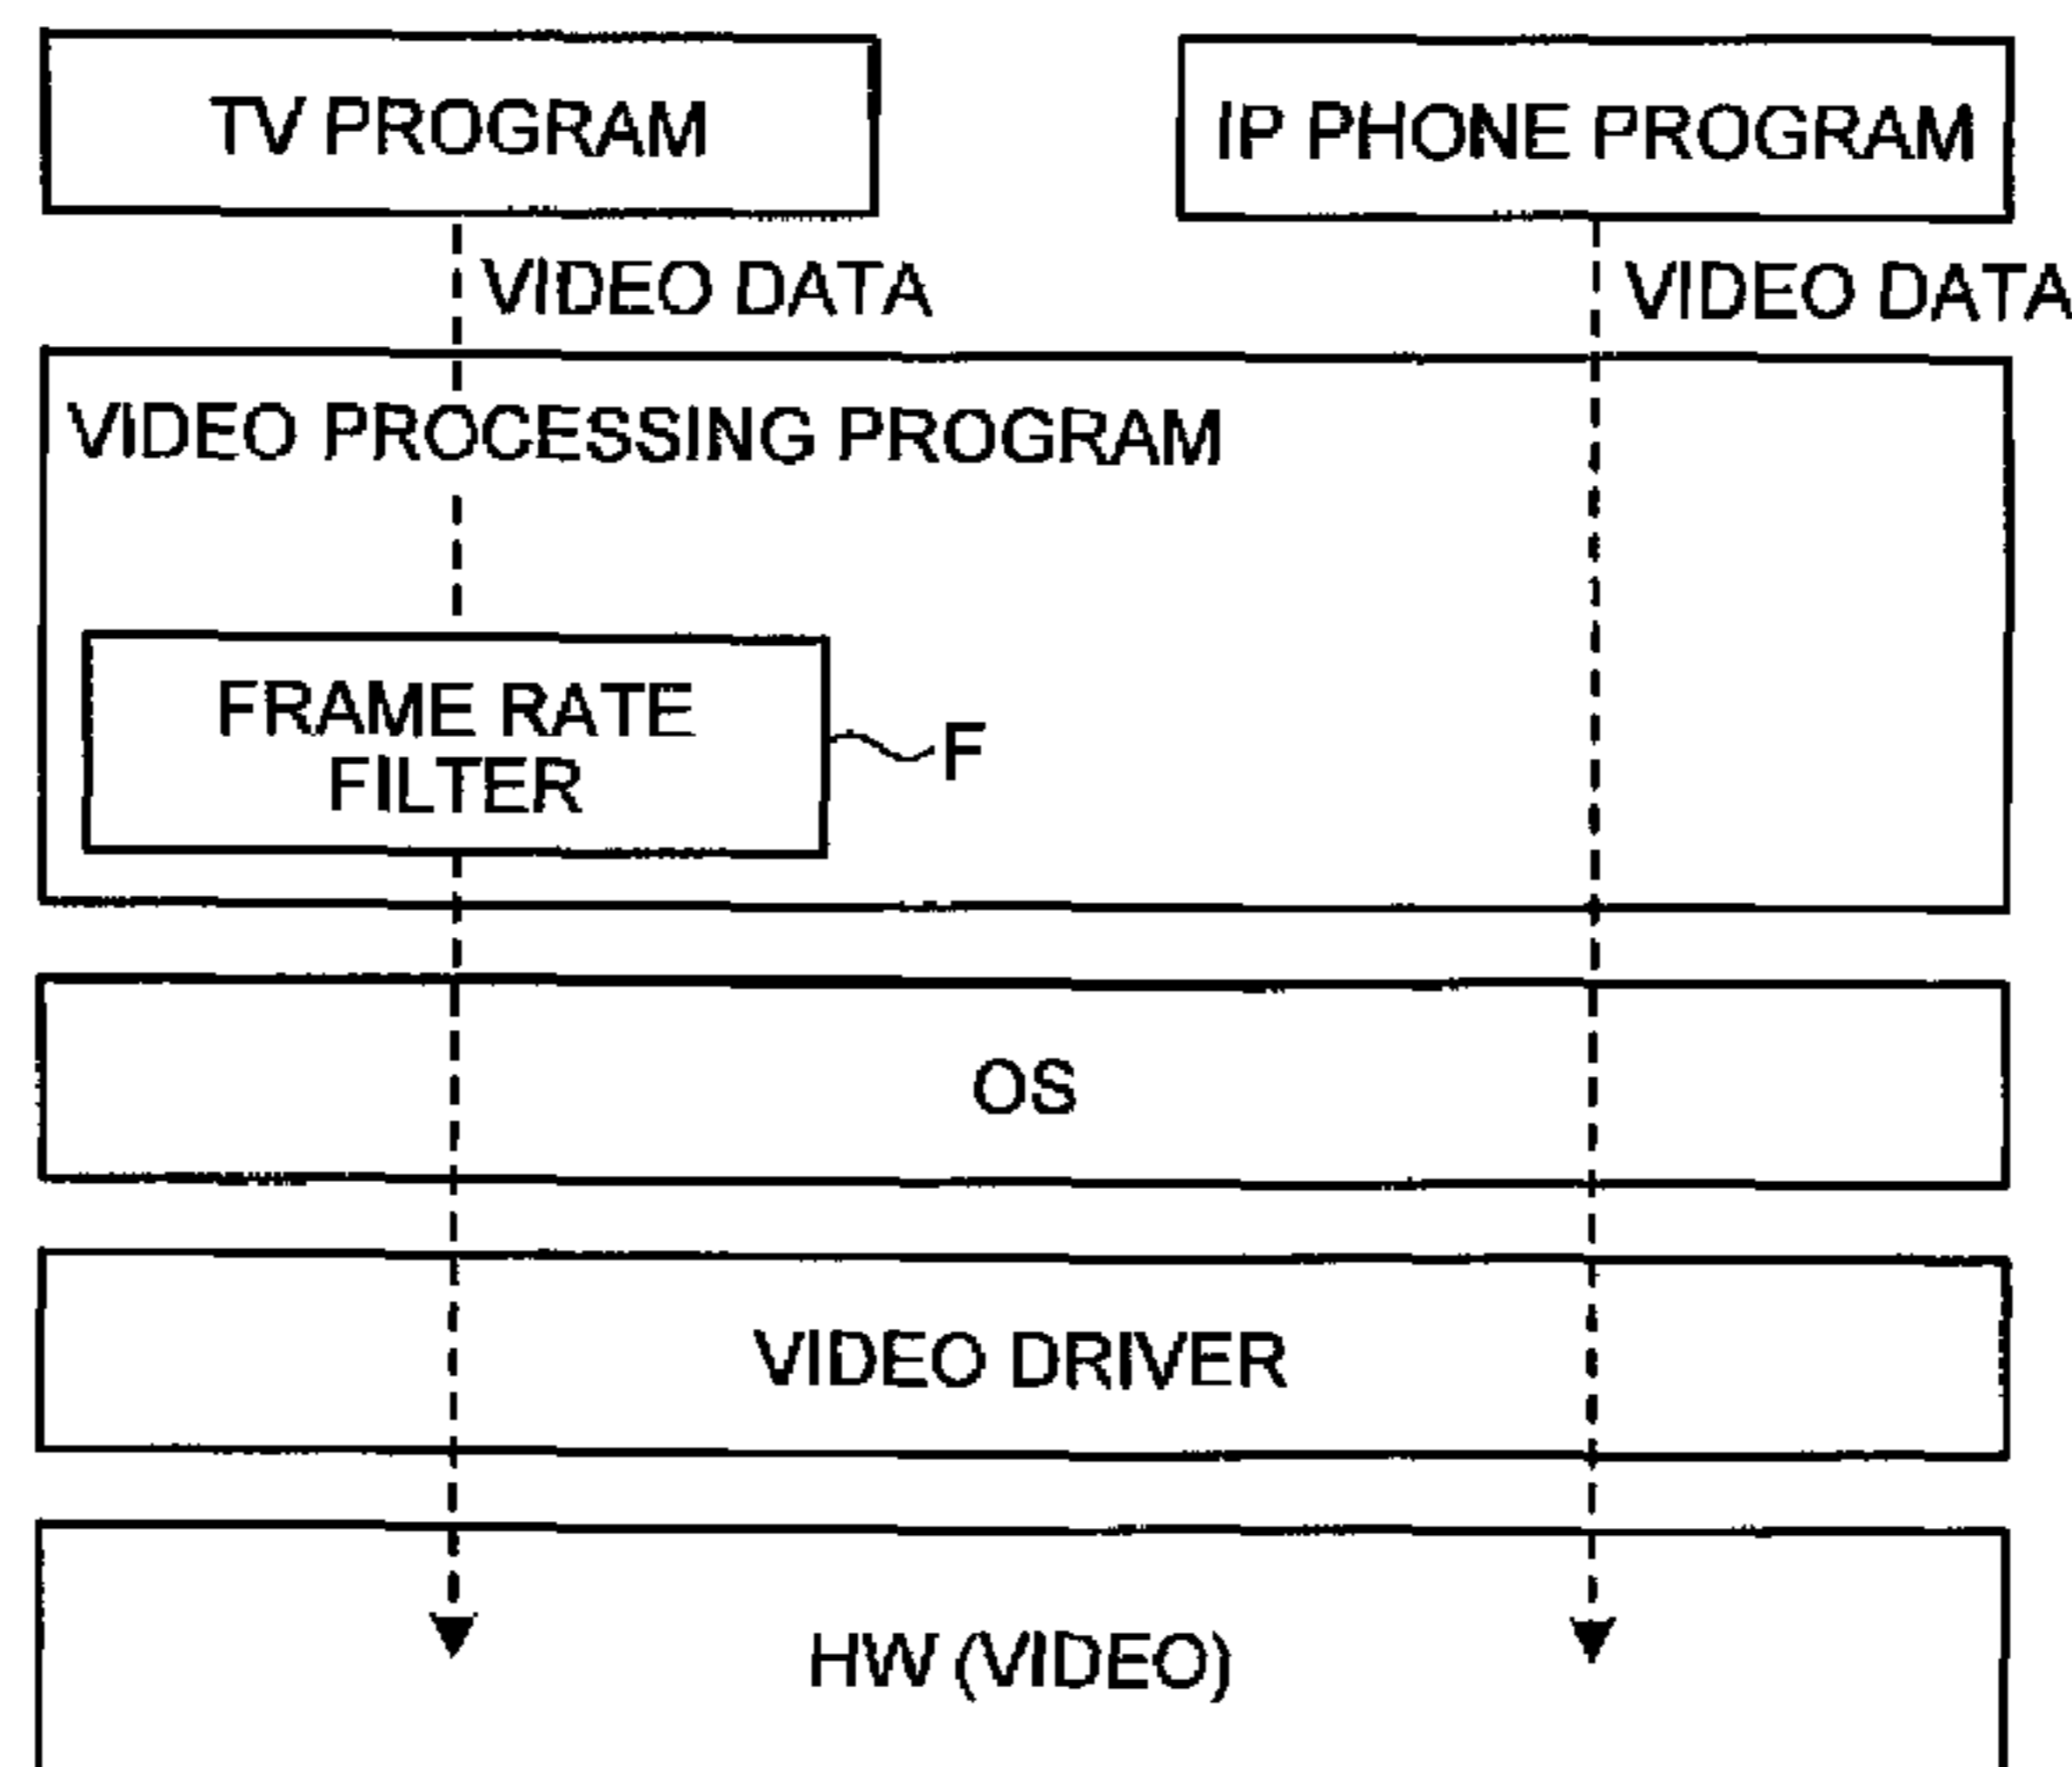 TV PROGRAM
IP PHONE PROGRAM
VIDEO DATA
VIDEO DATA
VIDEO PROCESSING PROGRAM
FRAME RATE
FILTER
F
OS
VIDEO DRIVER
HW (VIDEO)